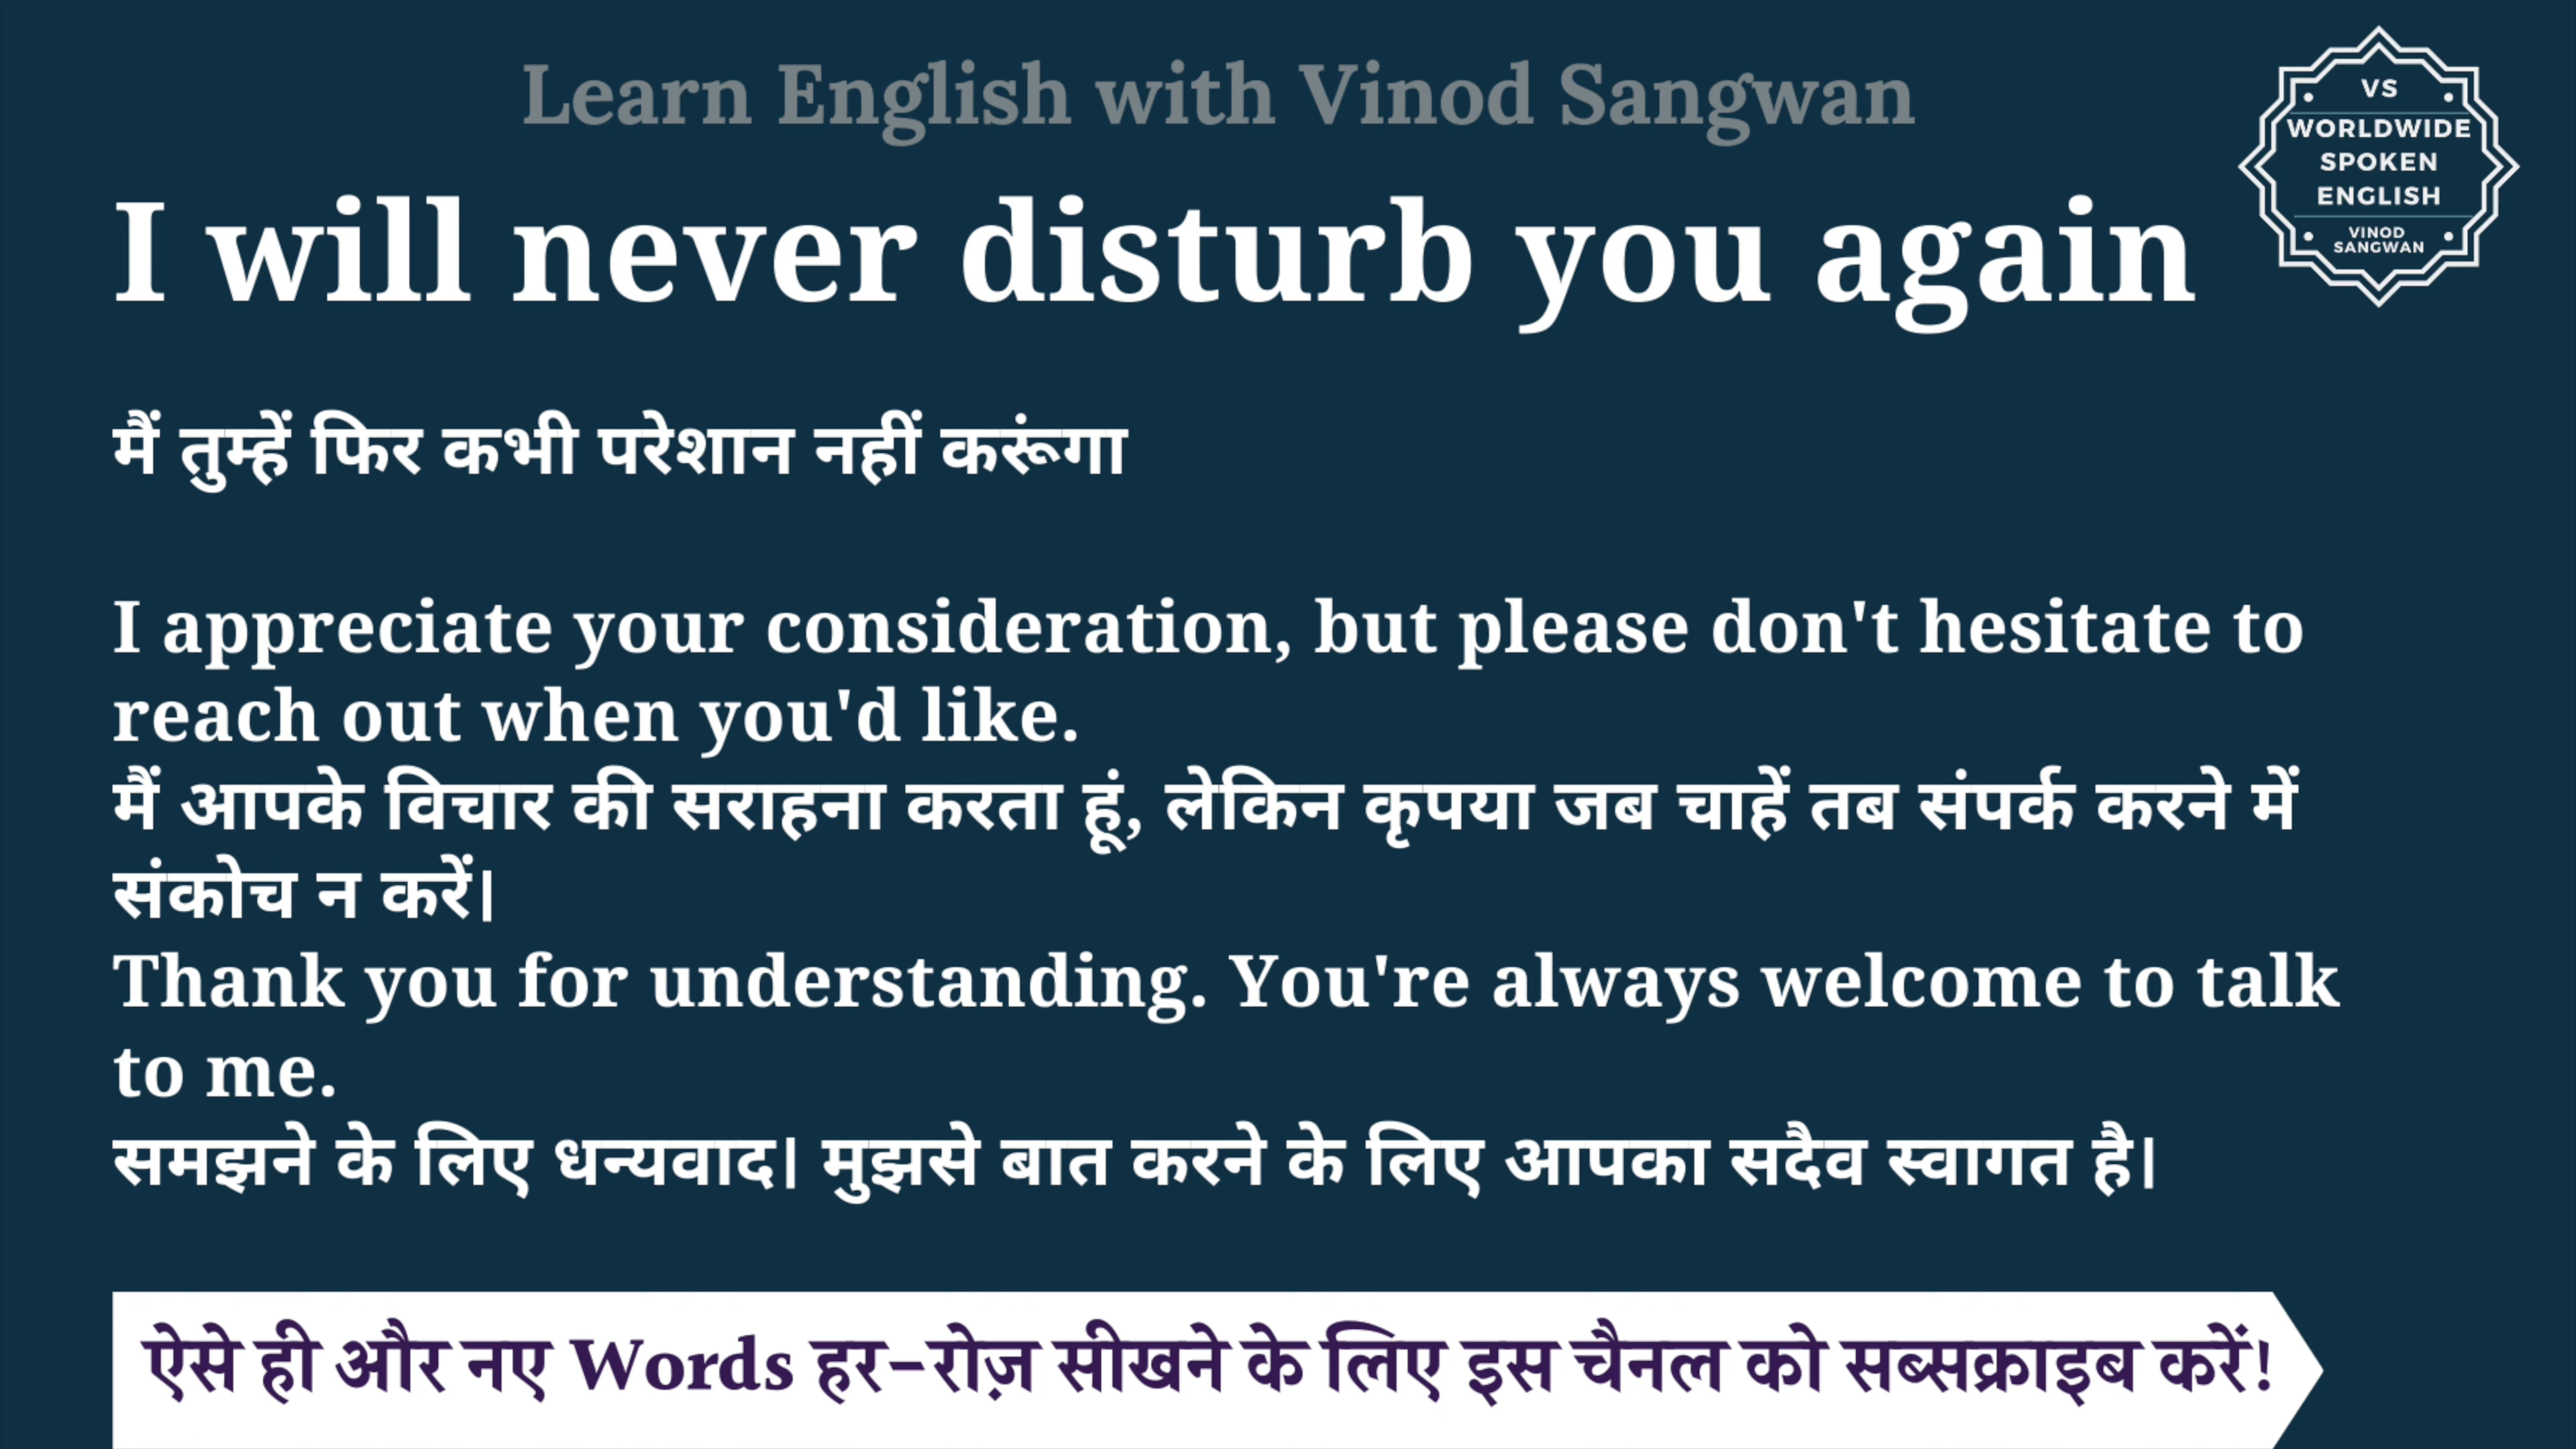 Learn English with Vinod Sangwan
VS
WORLDWIDE
SPOKEN
ENGLISH
VINOD
SANGWAN
I will never disturb you again
मैं तुम्हें फिर कभी परेशान नहीं करूंगा
I appreciate your consideration, but please don't hesitate to
reach out when you'd like.
मैं आपके विचार की सराहना करता हूं, लेकिन कृपया जब चाहें तब संपर्क करने में
संकोच न करें।
Thank you for understanding. You're always welcome to talk
to me.
समझने के लिए धन्यवाद। मुझसे बात करने के लिए आपका सदैव स्वागत है।
ऐसे ही और नए Words हर-रोज़ सीखने के लिए इस चैनल को सब्सक्राइब करें!